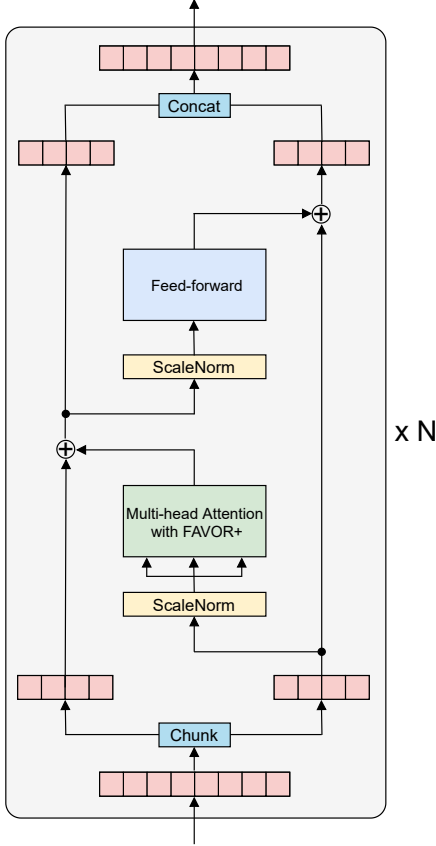 Concat
Feed-forward
ScaleNorm
x N
Multi-head Attention
with FAVOR+
ScaleNorm
Chunk